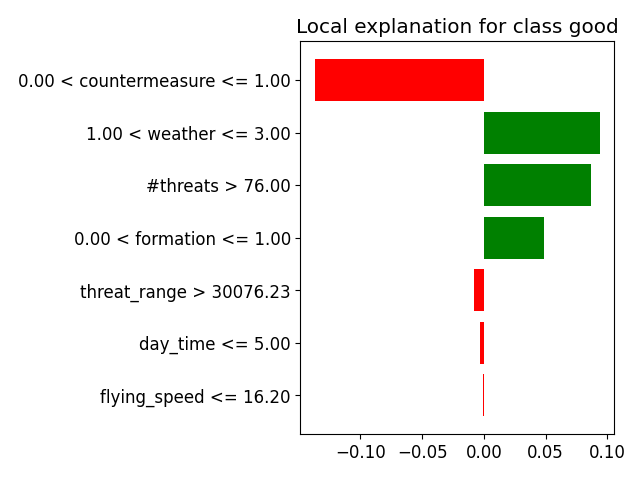 Local explanation for class good
0.00 < countermeasure <= 1.00
1.00 < weather <= 3.00
#threats > 76.00
0.00 < formation <= 1.00
threat_range > 30076.23
day_time <= 5.00
flying_speed <= 16.20
−0.10 −0.05 0.00 0.05 0.10